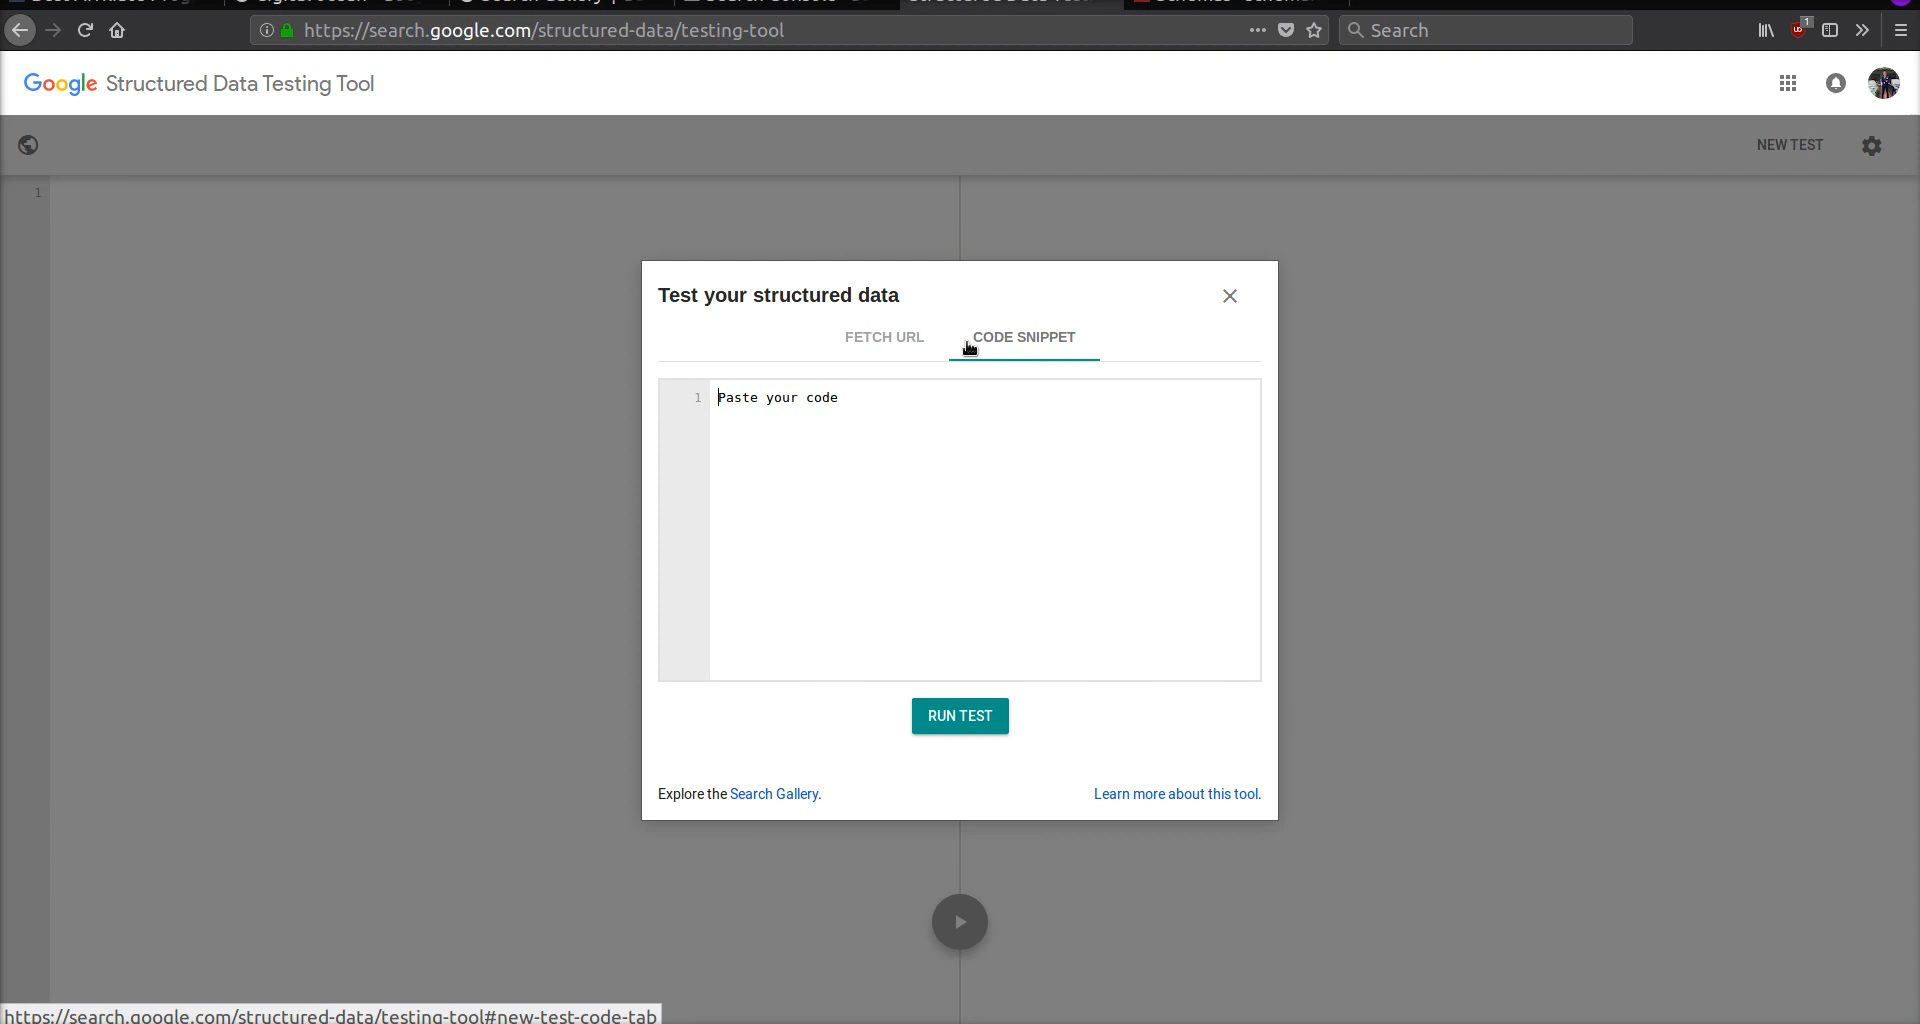 https://search.google.com/structured-data/testing-tool
Search
1
Google Structured Data Testing Tool
NEW TEST
1
Test your structured data
FETCH URL
CODE SNIPPET
1
Paste your code
RUN TEST
Explore the Search Gallery.
Learn more about this tool.
https://search.google.com/structured-data/testing-tool#new-test-code-tab